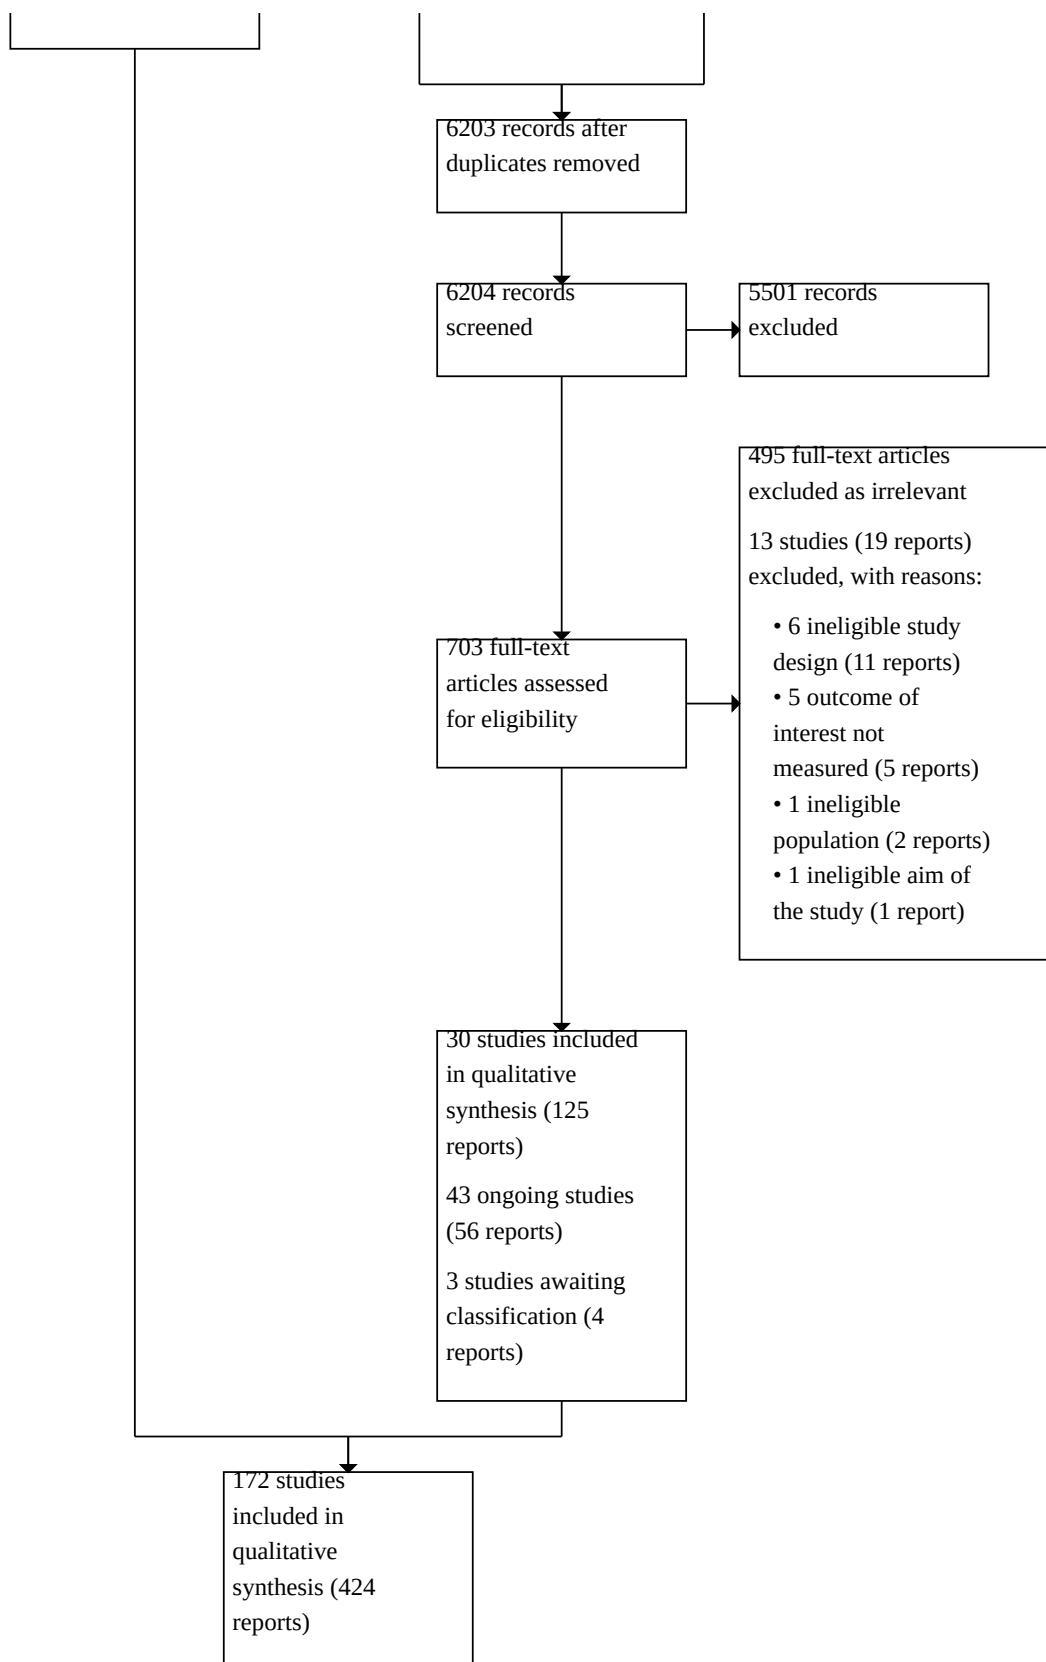 6203 records after
duplicates removed
6204 records
screened
5501 records
excluded
495 full-text articles
excluded as irrelevant
13 studies (19 reports)
excluded, with reasons:
• 6 ineligible study
design (11 reports)
• 5 outcome of
interest not
measured (5 reports)
• 1 ineligible
population (2 reports)
• 1 ineligible aim of
the study (1 report)
703 full-text
articles assessed
for eligibility
30 studies included
in qualitative
synthesis (125
reports)
43 ongoing studies
(56 reports)
3 studies awaiting
classification (4
reports)
172 studies
included in
qualitative
synthesis (424
reports)